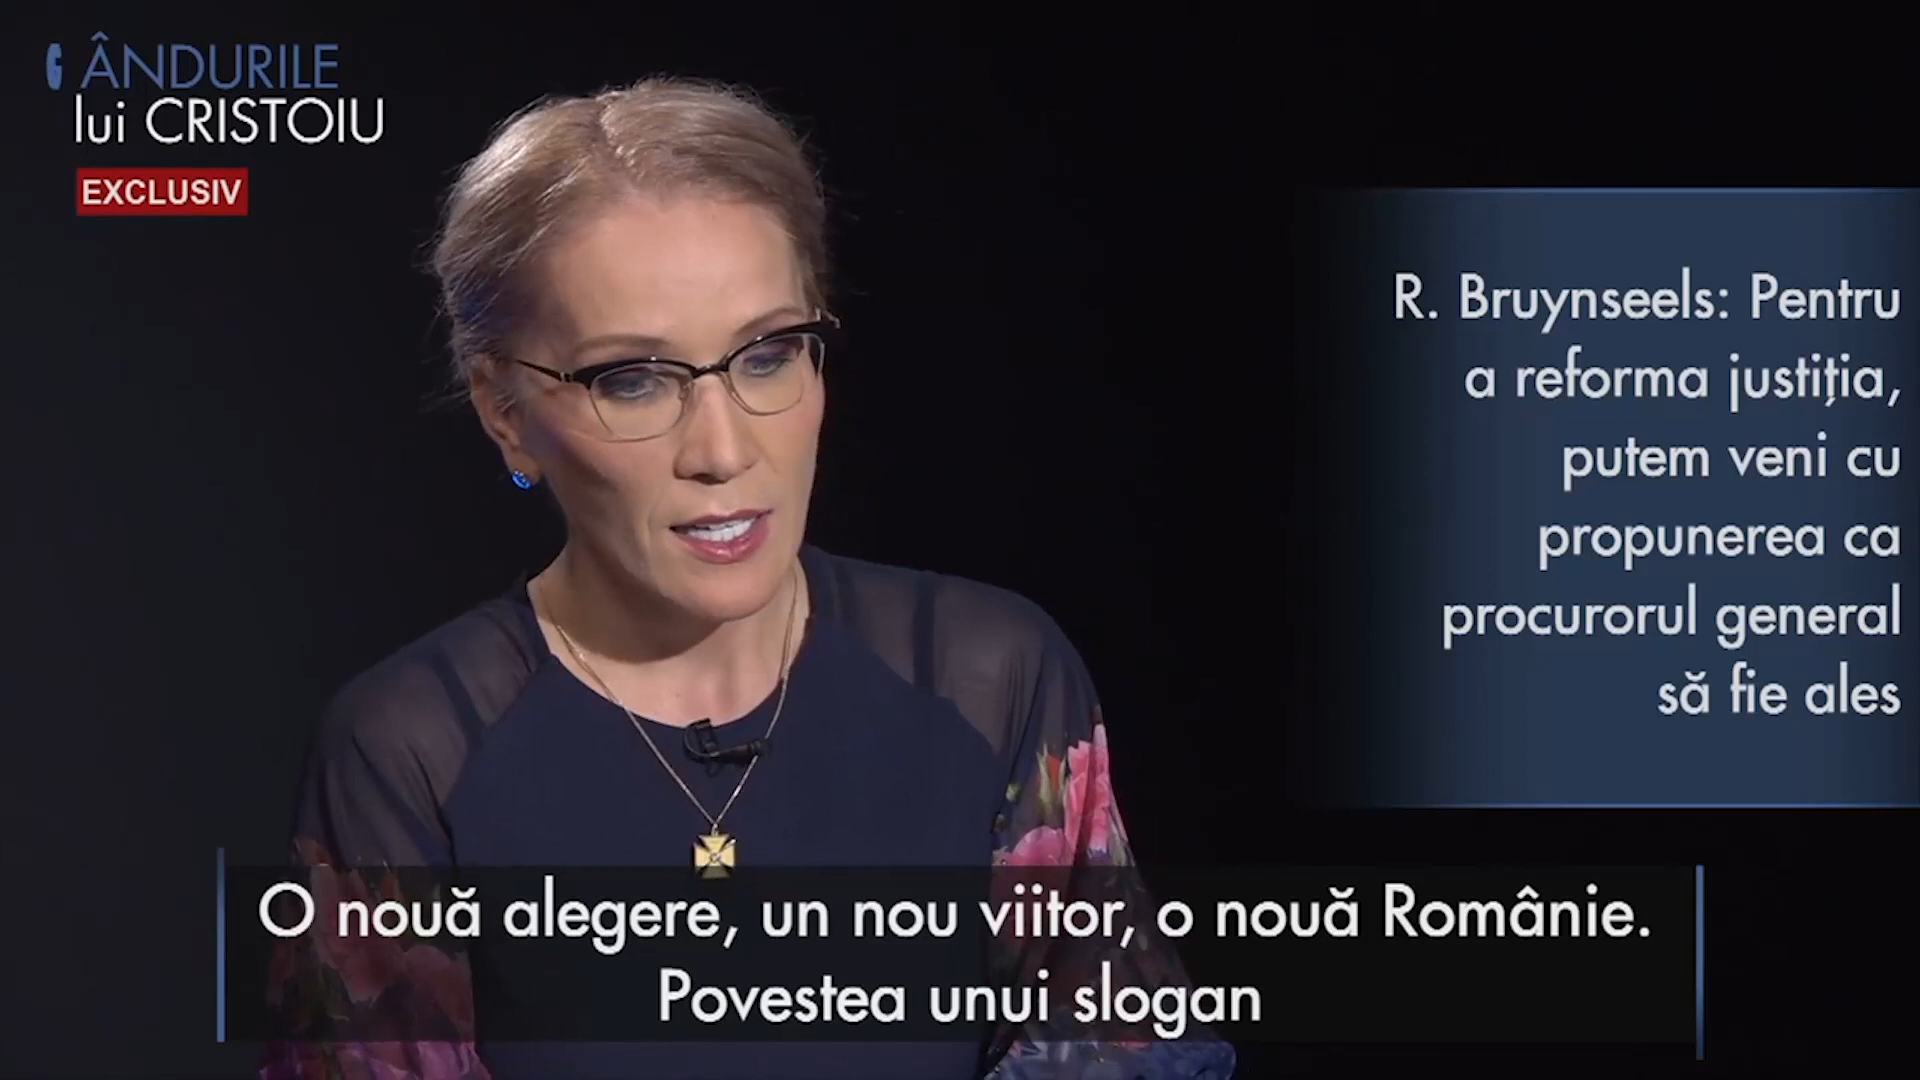 GÂNDURILE
lui CRISTOIU
EXCLUSIV
R. Bruynseels: Pentru
a reforma justiția,
putem veni cu
propunerea ca
procurorul general
să fie ales
O nouă alegere, un nou viitor, o nouă Românie.
Povestea unui slogan